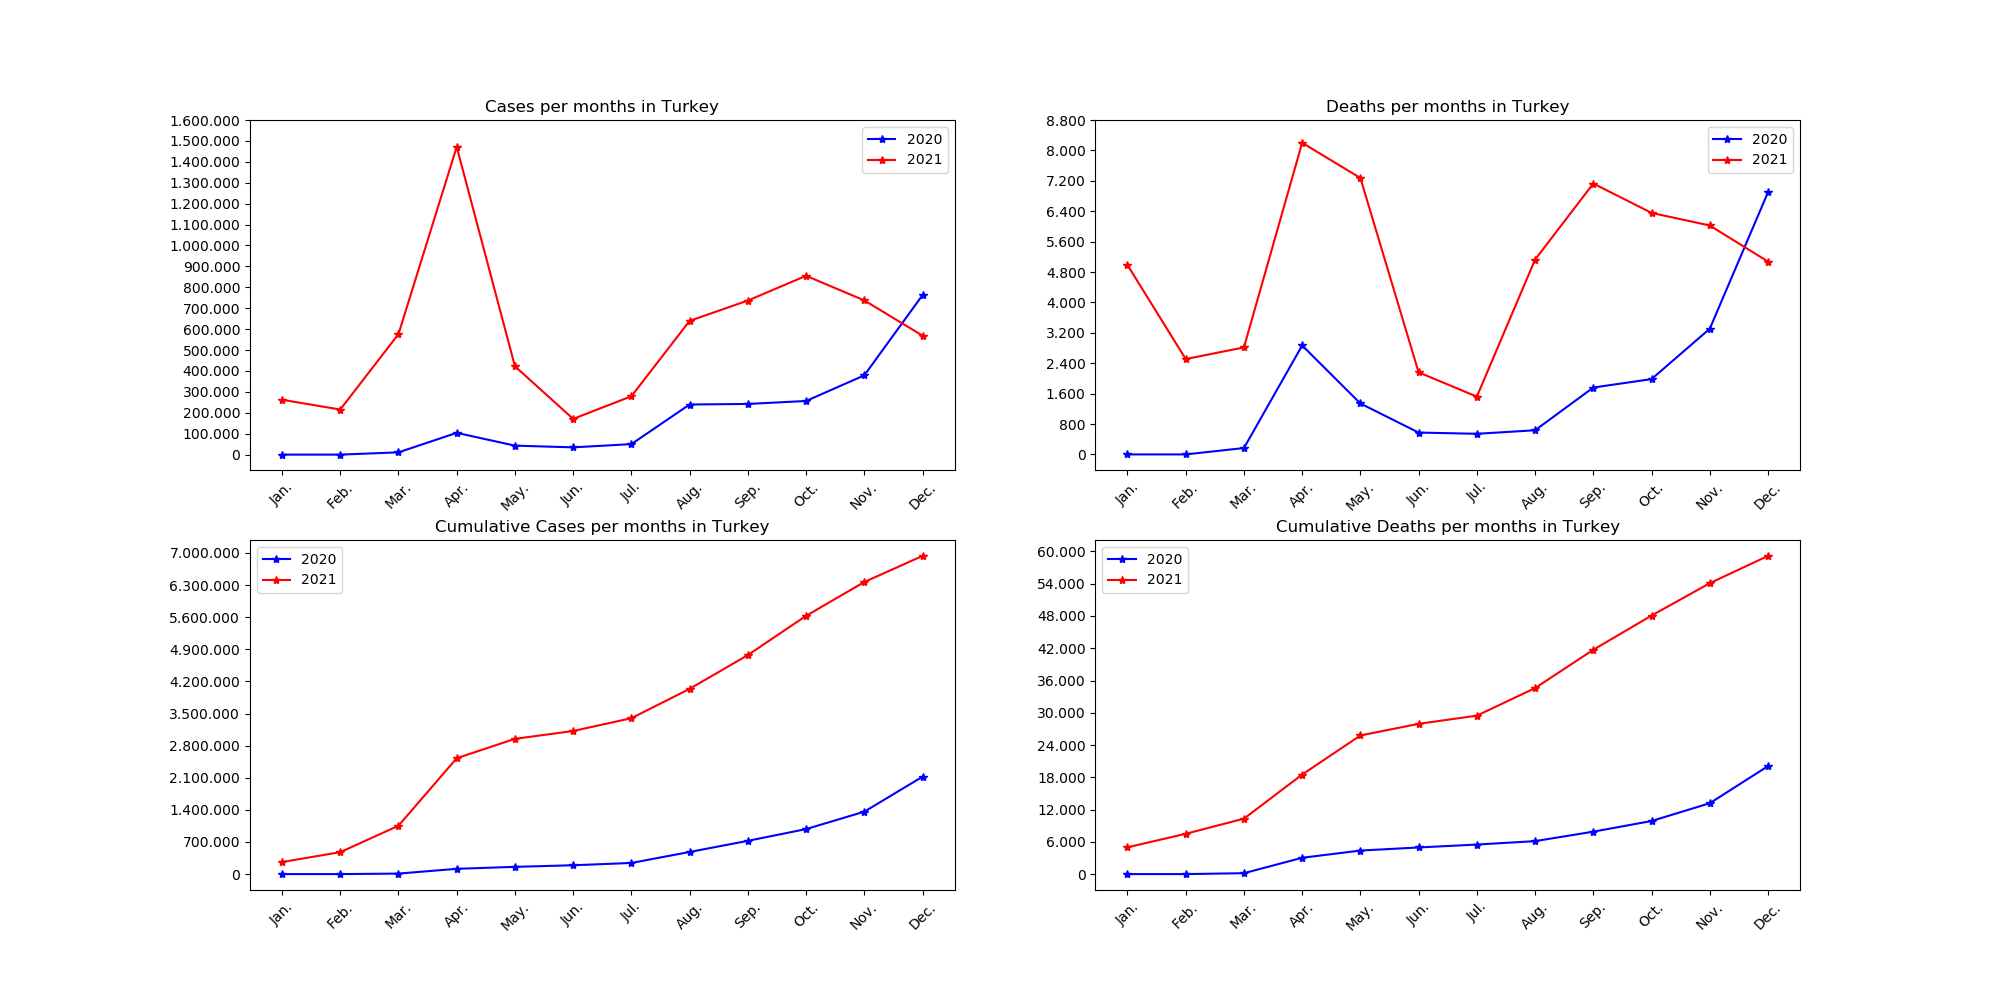 Cases per months in Turkey
1.600.000
1.500.000
1.400.000
1.300.000
1.200.000
1.100.000
1.000.000
900.000
800.000
700.000
600.000
500.000
400.000
300.000
200.000
100.000
0
2020
2021
Jan.
Feb.
Mar.
Apr.
May.
Jun.
Jul.
Aug.
Sep.
Oct.
Nov.
Dec.
Deaths per months in Turkey
8.800
8.000
7.200
6.400
5.600
4.800
4.000
3.200
2.400
1.600
800
0
2020
2021
Jan.
Feb.
Mar.
Apr.
May.
Jun.
Jul.
Aug.
Sep.
Oct.
Nov.
Dec.
Cumulative Cases per months in Turkey
7.000.000
6.300.000
5.600.000
4.900.000
4.200.000
3.500.000
2.800.000
2.100.000
1.400.000
700.000
0
2020
2021
Jan.
Feb.
Mar.
Apr.
May.
Jun.
Jul.
Aug.
Sep.
Oct.
Nov.
Dec.
Cumulative Deaths per months in Turkey
60.000
54.000
48.000
42.000
36.000
30.000
24.000
18.000
12.000
6.000
0
2020
2021
Jan.
Feb.
Mar.
Apr.
May.
Jun.
Jul.
Aug.
Sep.
Oct.
Nov.
Dec.